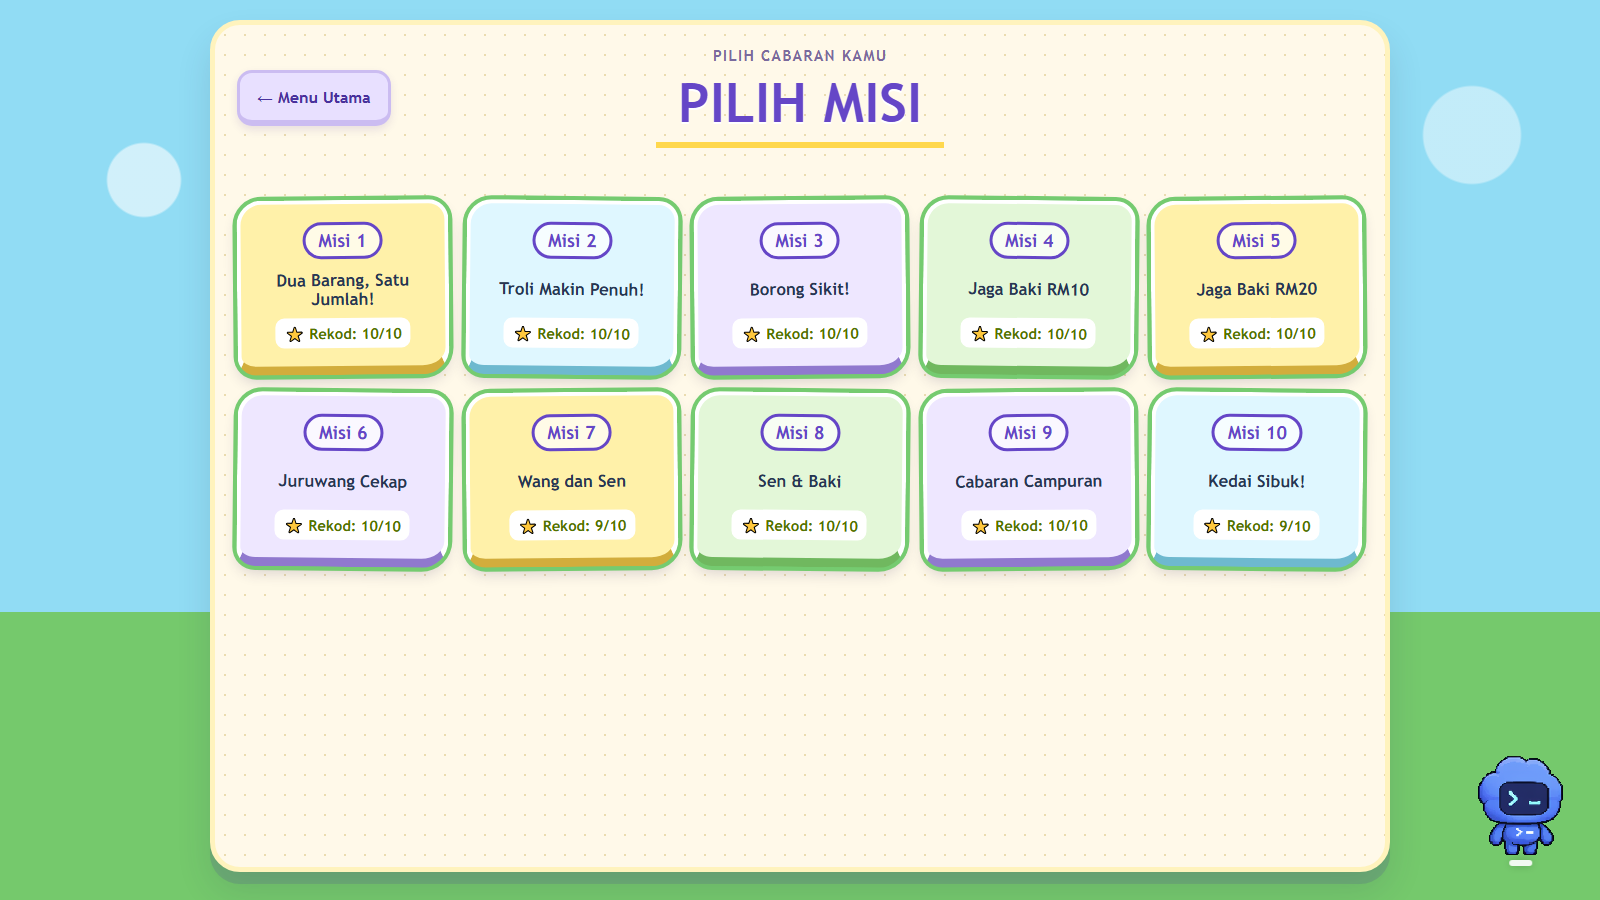 PILIH CABARAN KAMU
← Menu Utama
PILIH MISI
Misi 1
Dua Barang, Satu
Jumlah!
Rekod: 10/10
Misi 2
Troli Makin Penuh!
Rekod: 10/10
Misi 3
Borong Sikit!
Rekod: 10/10
Misi 4
Jaga Baki RM10
Rekod: 10/10
Misi 5
Jaga Baki RM20
Rekod: 10/10
Misi 6
Juruwang Cekap
Rekod: 10/10
Misi 7
Wang dan Sen
Rekod: 9/10
Misi 8
Sen & Baki
Rekod: 10/10
Misi 9
Cabaran Campuran
Rekod: 10/10
Misi 10
Kedai Sibuk!
Rekod: 9/10